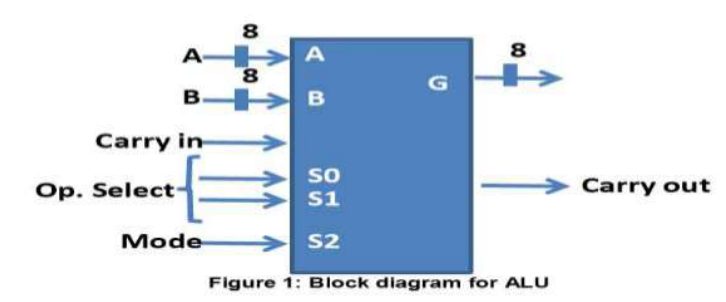 8
A A 8
8 G
B B
Carry in
S0
Op. Select S1 Carry out
Mode S2
Figure 1: Block diagram for ALU